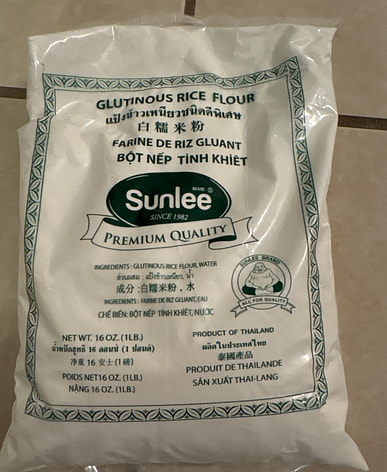 GLUTINOUS RICE FLOUR
แป้งข้าวเหนียวชนิดดีพิเศษ
白糯米粉
FARINE DE RIZ GLUANT
BỘT NẾP TINH KHIẾT
BRAND ®
Sunlee
SINCE 1982
PREMIUM QUALITY
INGREDIENTS : GLUTINOUS RICE FLOUR, WATER
ส่วนผสม : แป้งข้าวเหนียว, น้ำ
成分 : 白糯米粉 , 水
INGREDIENTS : FARINE DE RIZ GLUANT, EAU
CHẾ BIẾN: BỘT NẾP TINH KHIẾT, NƯỚC
SUNLEE BRAND
ALL FOR QUALITY
NET WT. 16 OZ. (1LB.)
น้ำหนักสุทธิ 16 ออนซ์ (1 ปอนด์)
净重 16 安士 (1磅)
POIDS NET 16 OZ. (1LB.)
NẶNG 16 OZ. (1LB.)
PRODUCT OF THAILAND
ผลิตในประเทศไทย
泰國產品
PRODUIT DE THAILANDE
SẢN XUẤT THAI-LANG